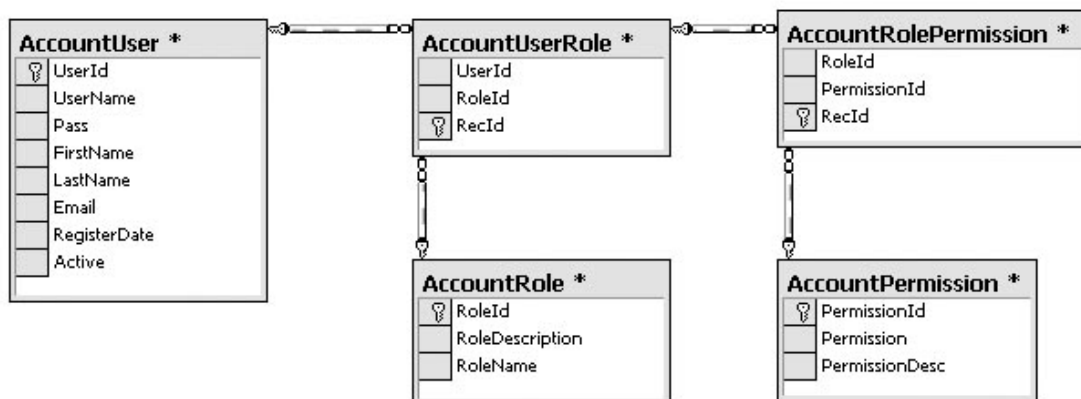 AccountUser *
UserId
UserName
Pass
FirstName
LastName
Email
RegisterDate
Active
AccountUserRole *
UserId
RoleId
RecId
AccountRolePermission *
RoleId
PermissionId
RecId
AccountRole *
RoleId
RoleDescription
RoleName
AccountPermission *
PermissionId
Permission
PermissionDesc